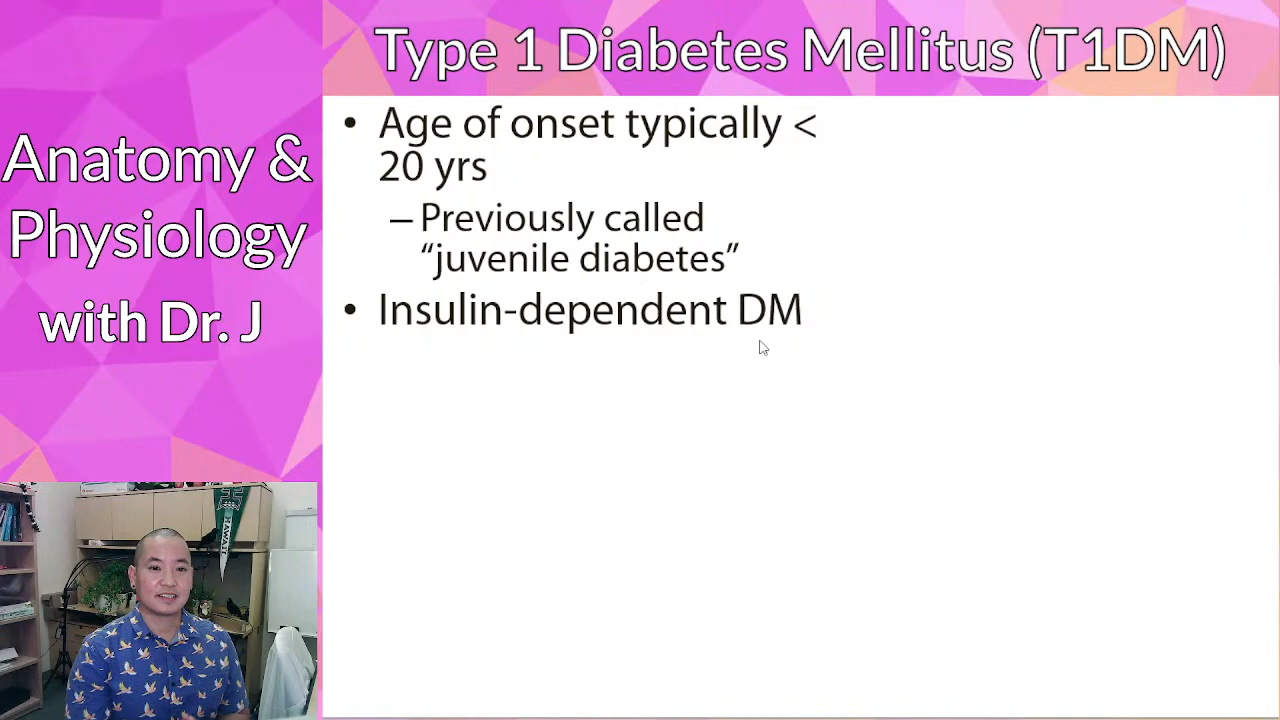 Type 1 Diabetes Mellitus (T1DM)
Anatomy &
Physiology
with Dr. J
• Age of onset typically <
20 yrs
– Previously called
“juvenile diabetes”
• Insulin-dependent DM
HAWAII